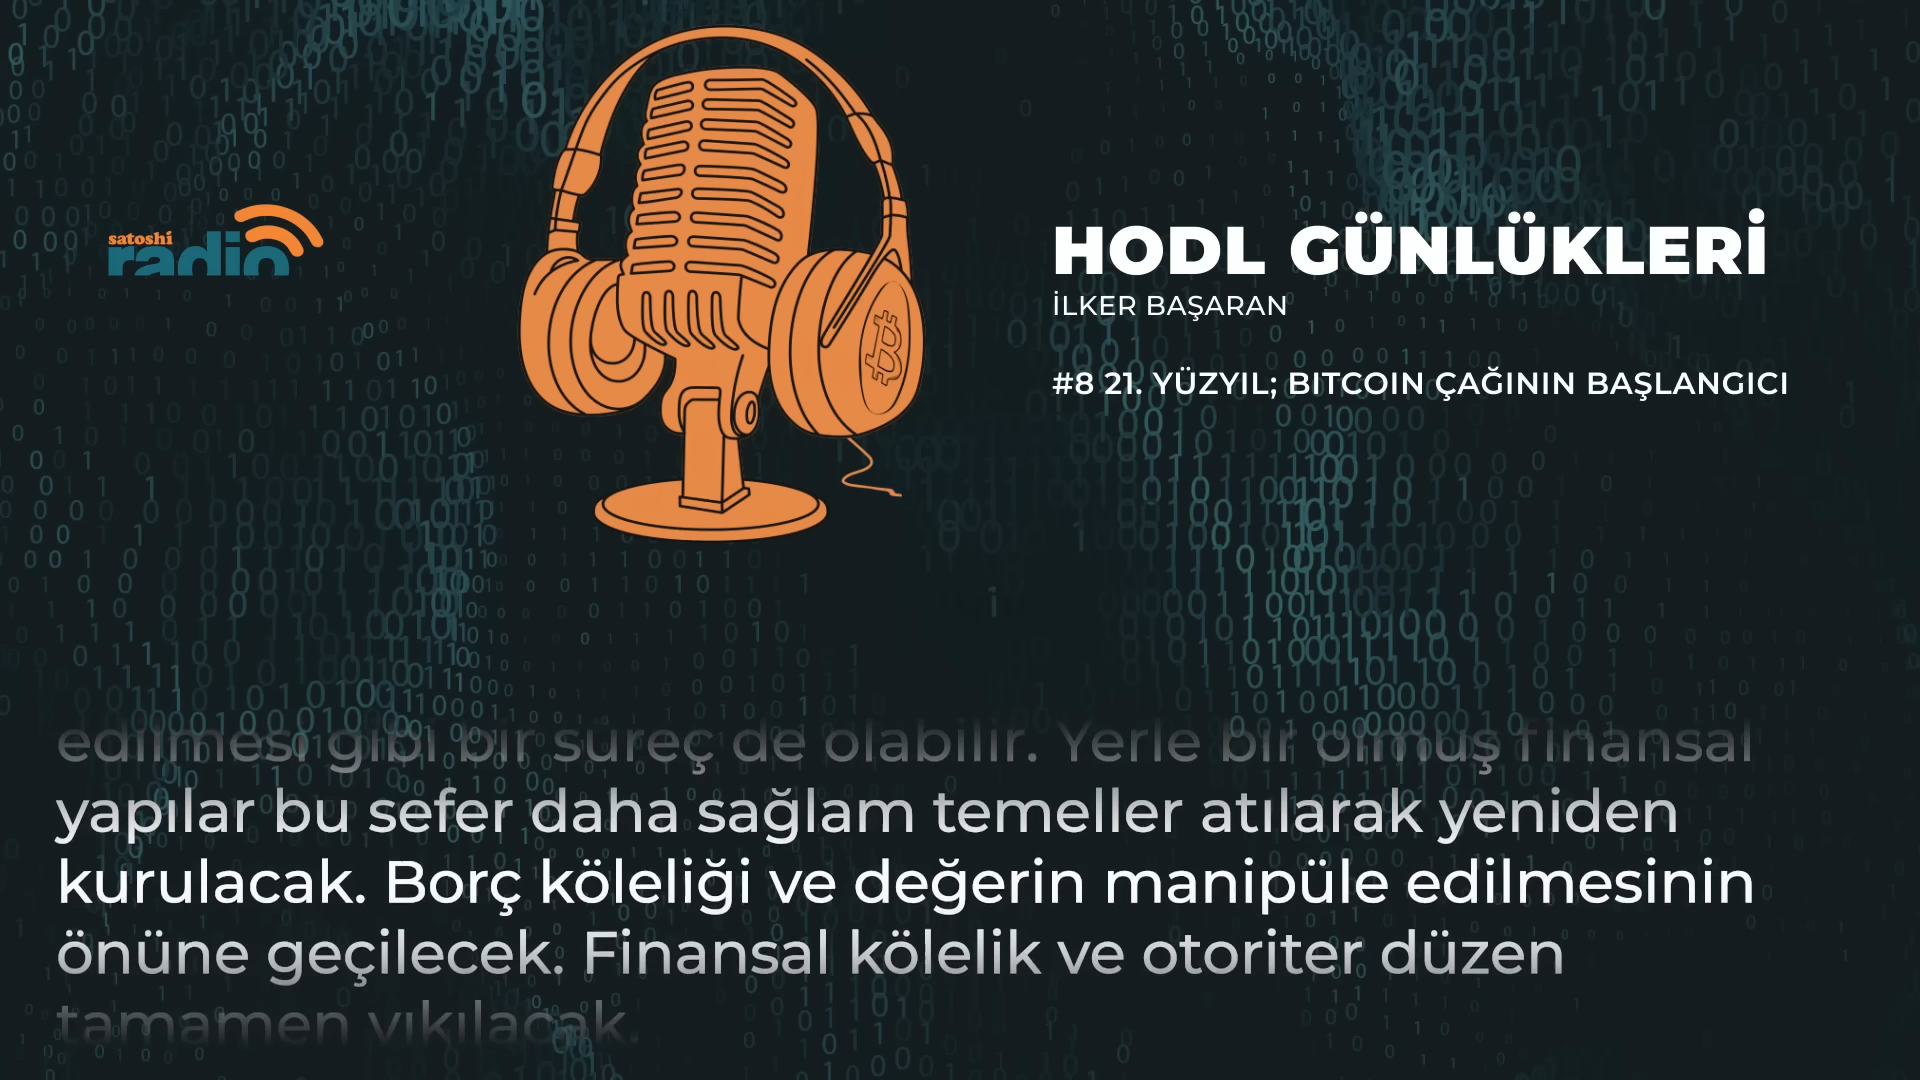 satoshi
radio
HODL GÜNLÜKLERİ
İLKER BAŞARAN
#8 21. YÜZYIL; BITCOIN ÇAĞININ BAŞLANGICI
edilmesi gibi bir süreç de olabilir. Yerle bir olmuş finansal
yapılar bu sefer daha sağlam temeller atılarak yeniden
kurulacak. Borç köleliği ve değerin manipüle edilmesinin
önüne geçilecek. Finansal kölelik ve otoriter düzen
tamamen yıkılacak.